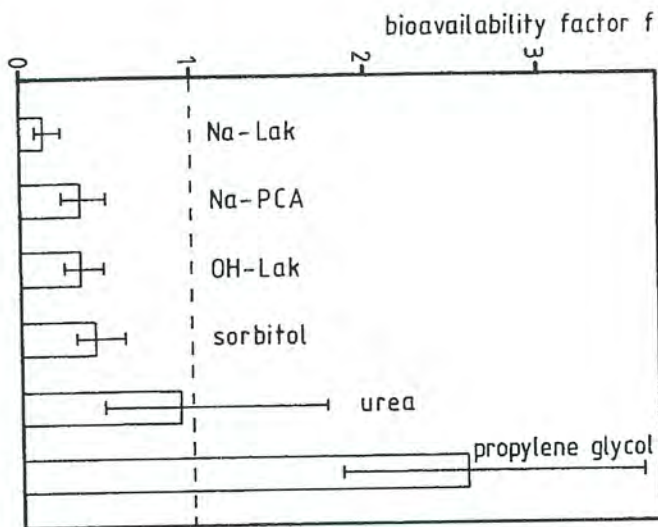 bioavailability factor f
0 1 2 3
Na-Lak
Na-PCA
OH-Lak
sorbitol
urea
propylene glycol